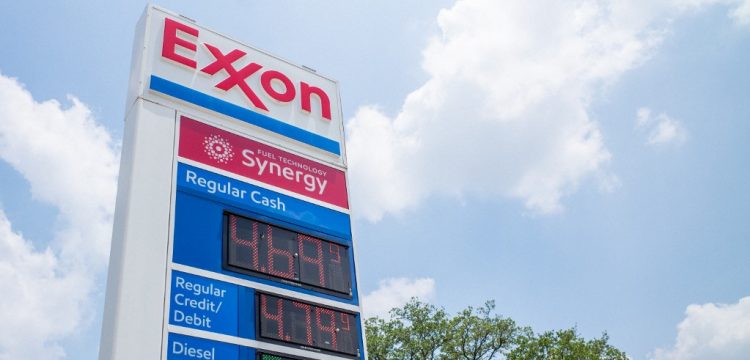 Exxon
FUEL TECHNOLOGY
Synergy
Regular Cash
Regular
Credit/
Debit
Diesel